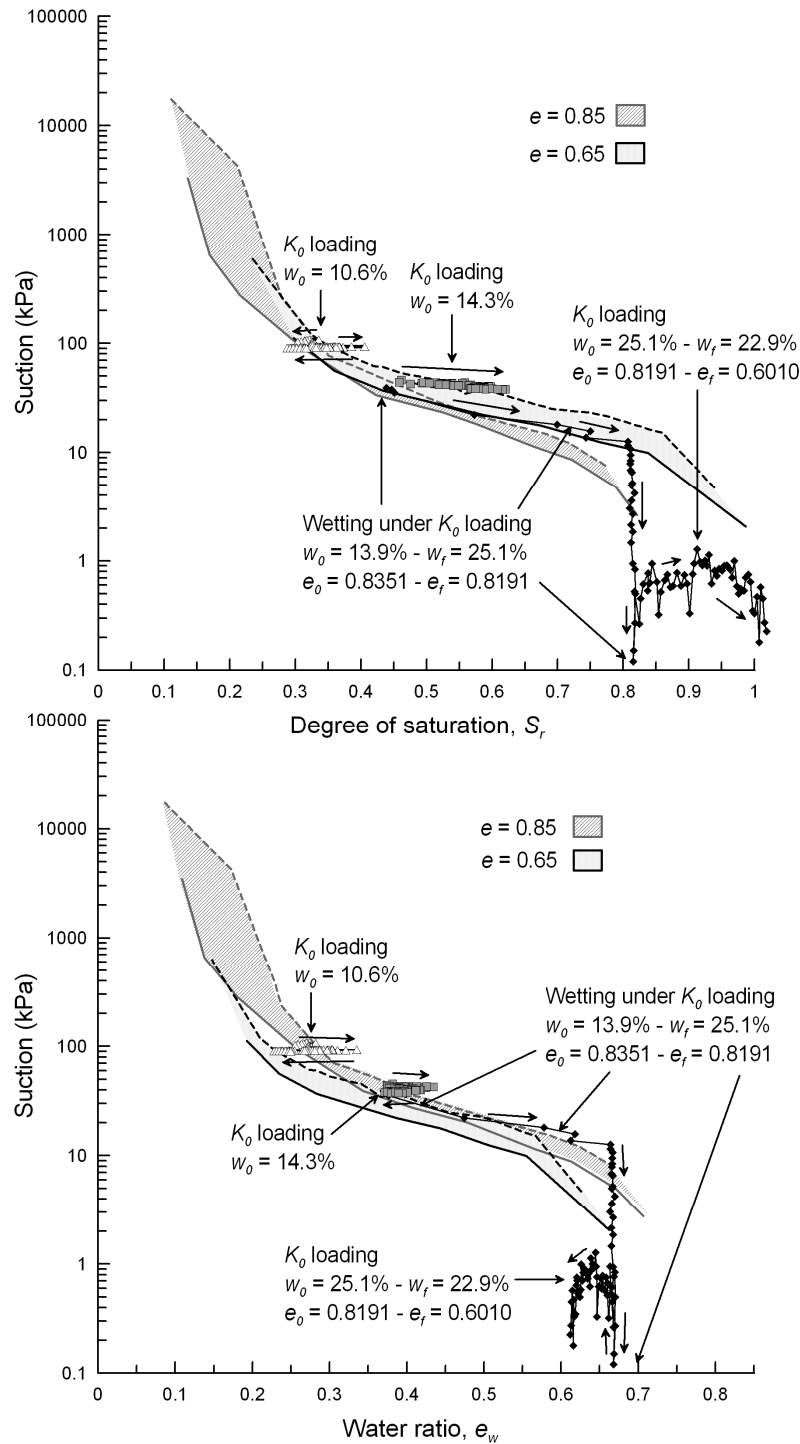 100000
10000
1000
100
10
1
0.1
Suction (kPa)
e = 0.85
e = 0.65
K0 loading
w0 = 10.6%
K0 loading
w0 = 14.3%
K0 loading
w0 = 25.1% - wf = 22.9%
e0 = 0.8191 - ef = 0.6010
Wetting under K0 loading
w0 = 13.9% - wf = 25.1%
e0 = 0.8351 - ef = 0.8191
0 0.1 0.2 0.3 0.4 0.5 0.6 0.7 0.8 0.9 1
Degree of saturation, Sr
100000
10000
1000
100
10
1
0.1
Suction (kPa)
e = 0.85
e = 0.65
K0 loading
w0 = 10.6%
Wetting under K0 loading
w0 = 13.9% - wf = 25.1%
e0 = 0.8351 - ef = 0.8191
K0 loading
w0 = 14.3%
K0 loading
w0 = 25.1% - wf = 22.9%
e0 = 0.8191 - ef = 0.6010
0 0.1 0.2 0.3 0.4 0.5 0.6 0.7 0.8
Water ratio, ew